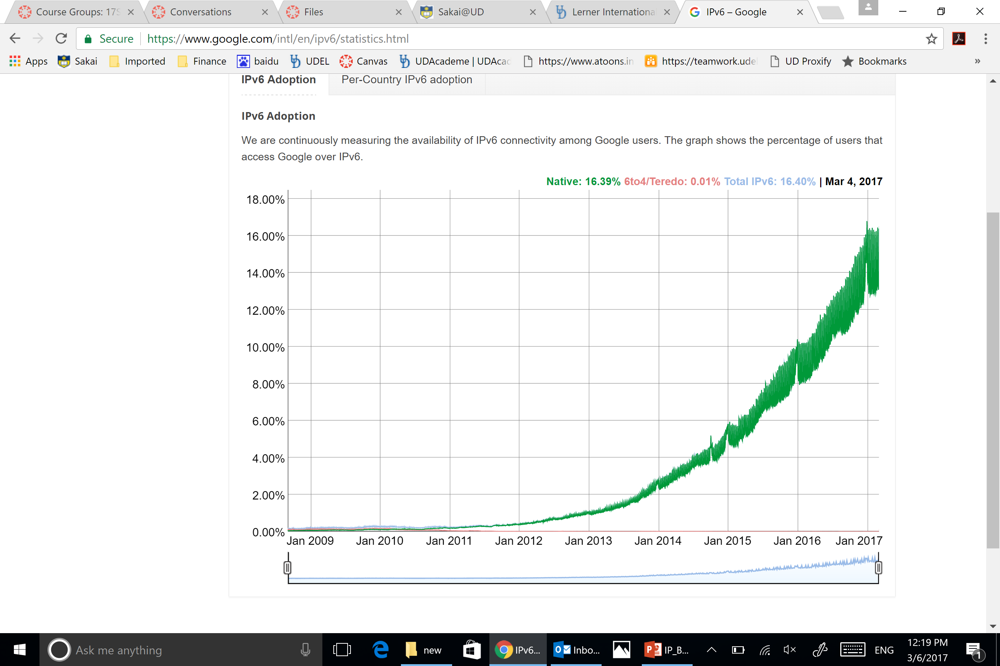 Course Groups: 17S
Conversations
Files
Sakai@UD
Lerner Internationa
IPv6 – Google
Secure https://www.google.com/intl/en/ipv6/statistics.html
Apps Sakai Imported Finance baidu UDEL Canvas UDAcademe | UDAcad https://www.atoons.in https://teamwork.udel UD Proxify Bookmarks »
IPv6 Adoption Per-Country IPv6 adoption
IPv6 Adoption
We are continuously measuring the availability of IPv6 connectivity among Google users. The graph shows the percentage of users that
access Google over IPv6.
Native: 16.39% 6to4/Teredo: 0.01% Total IPv6: 16.40% | Mar 4, 2017
18.00%
16.00%
14.00%
12.00%
10.00%
8.00%
6.00%
4.00%
2.00%
0.00%
Jan 2009 Jan 2010 Jan 2011 Jan 2012 Jan 2013 Jan 2014 Jan 2015 Jan 2016 Jan 2017
Ask me anything
new
IPv6...
Inbo...
IP_B...
ENG
12:19 PM
3/6/2017
1